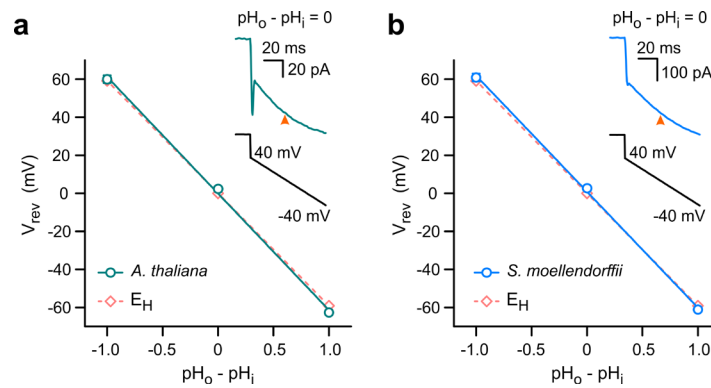 a
pHo - pHi = 0
20 ms
20 pA
40 mV
-40 mV
60
40
20
0
-20
-40
-60
Vrev (mV)
A. thaliana
EH
-1.0 -0.5 0 0.5 1.0
pHo - pHi
b
pHo - pHi = 0
20 ms
100 pA
40 mV
-40 mV
60
40
20
0
-20
-40
-60
Vrev (mV)
S. moellendorffii
EH
-1.0 -0.5 0 0.5 1.0
pHo - pHi